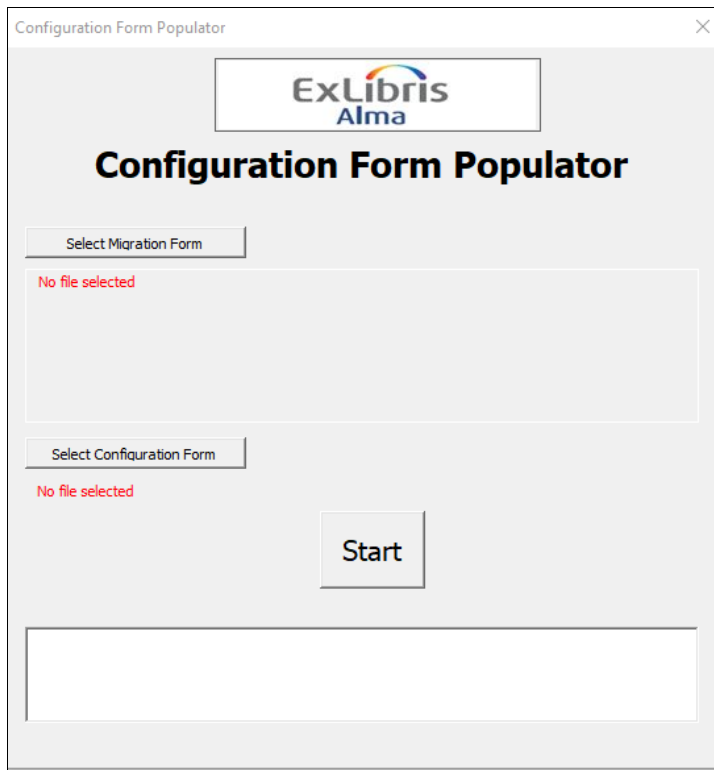 Configuration Form Populator
ExLibris
Alma
Configuration Form Populator
Select Migration Form
No file selected
Select Configuration Form
No file selected
Start